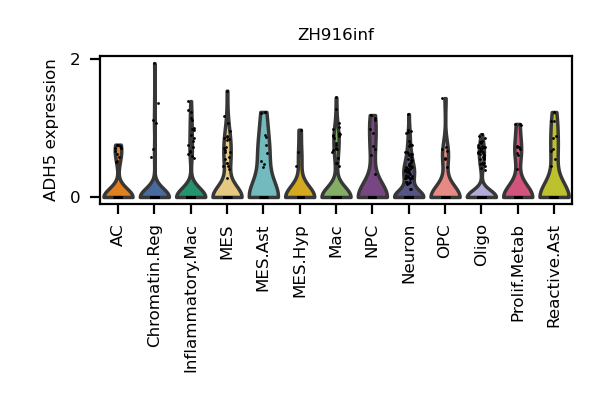 ZH916inf
ADH5 expression
2
0
AC
Chromatin.Reg
Inflammatory.Mac
MES
MES.Ast
MES.Hyp
Mac
NPC
Neuron
OPC
Oligo
Prolif.Metab
Reactive.Ast